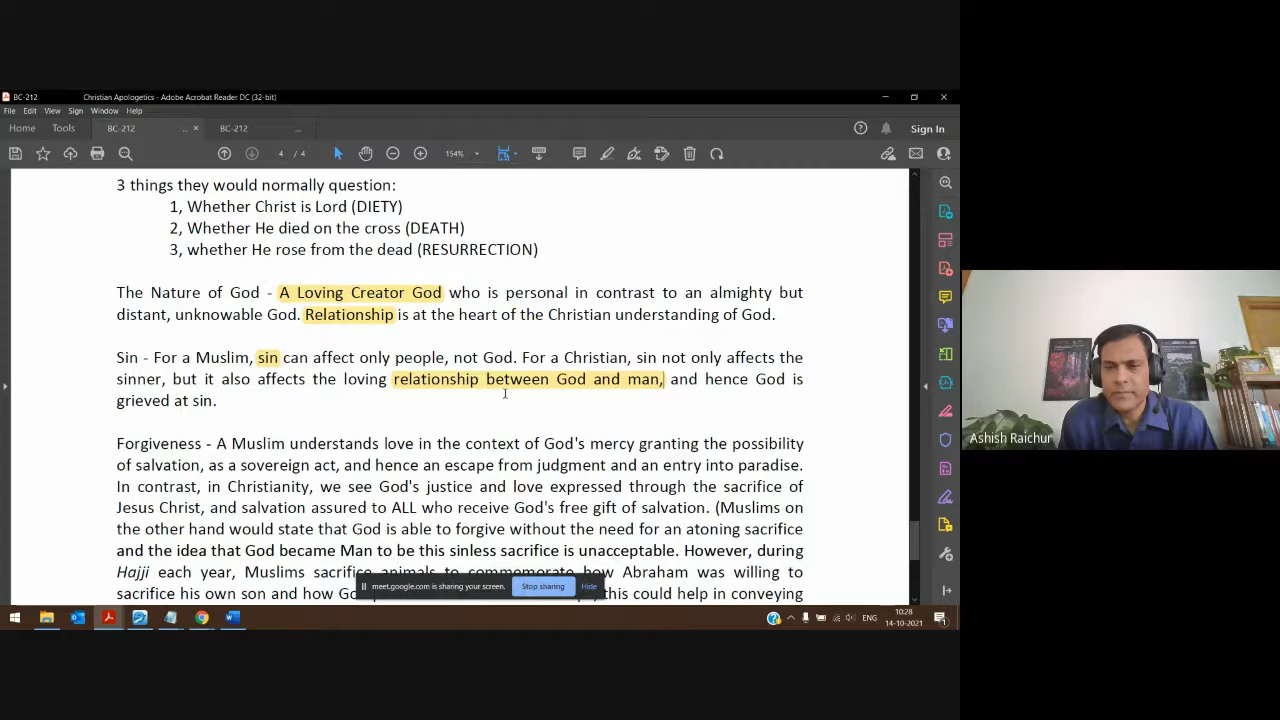 BC-212 Christian Apologetics - Adobe Acrobat Reader DC (32-bit)
File Edit View Sign Window Help
Home Tools BC-212 ... × BC-212 ... Sign In
4 / 4 154%
3 things they would normally question:
1, Whether Christ is Lord (DIETY)
2, Whether He died on the cross (DEATH)
3, whether He rose from the dead (RESURRECTION)
The Nature of God - A Loving Creator God who is personal in contrast to an almighty but
distant, unknowable God. Relationship is at the heart of the Christian understanding of God.
Sin - For a Muslim, sin can affect only people, not God. For a Christian, sin not only affects the
sinner, but it also affects the loving relationship between God and man, and hence God is
grieved at sin.
Forgiveness - A Muslim understands love in the context of God's mercy granting the possibility
of salvation, as a sovereign act, and hence an escape from judgment and an entry into paradise.
In contrast, in Christianity, we see God's justice and love expressed through the sacrifice of
Jesus Christ, and salvation assured to ALL who receive God's free gift of salvation. (Muslims on
the other hand would state that God is able to forgive without the need for an atoning sacrifice
and the idea that God became Man to be this sinless sacrifice is unacceptable. However, during
Hajji each year, Muslims sacrifice animals to commemorate how Abraham was willing to
sacrifice his own son and how this could help in conveying
meet.google.com is sharing your screen. Stop sharing Hide
ENG 10:28
14-10-2021
Ashish Raichur